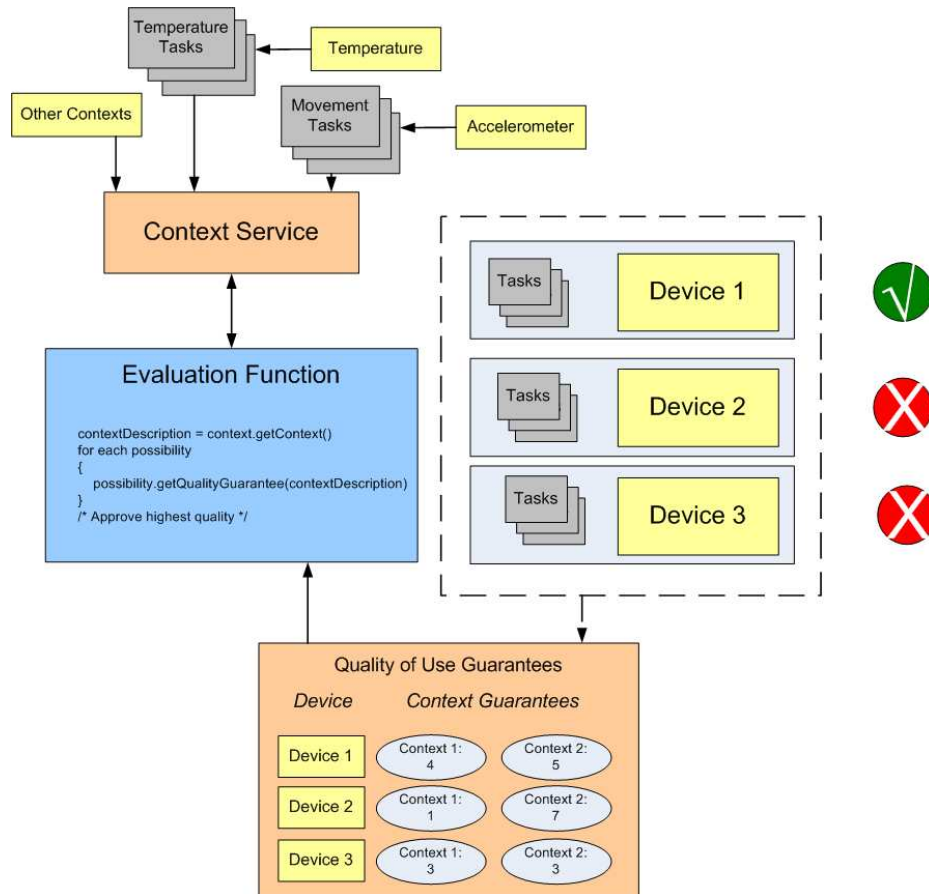 Temperature
Tasks
Temperature
Other Contexts
Movement
Tasks
Accelerometer
Context Service
Tasks
Device 1
√
Evaluation Function
contextDescription = context.getContext()
for each possibility
{
possibility.getQualityGuarantee(contextDescription)
}
/* Approve highest quality */
Tasks
Device 2
X
Tasks
Device 3
X
Quality of Use Guarantees
Device
Context Guarantees
Device 1
Context 1:
4
Context 2:
5
Device 2
Context 1:
1
Context 2:
7
Device 3
Context 1:
3
Context 2:
3